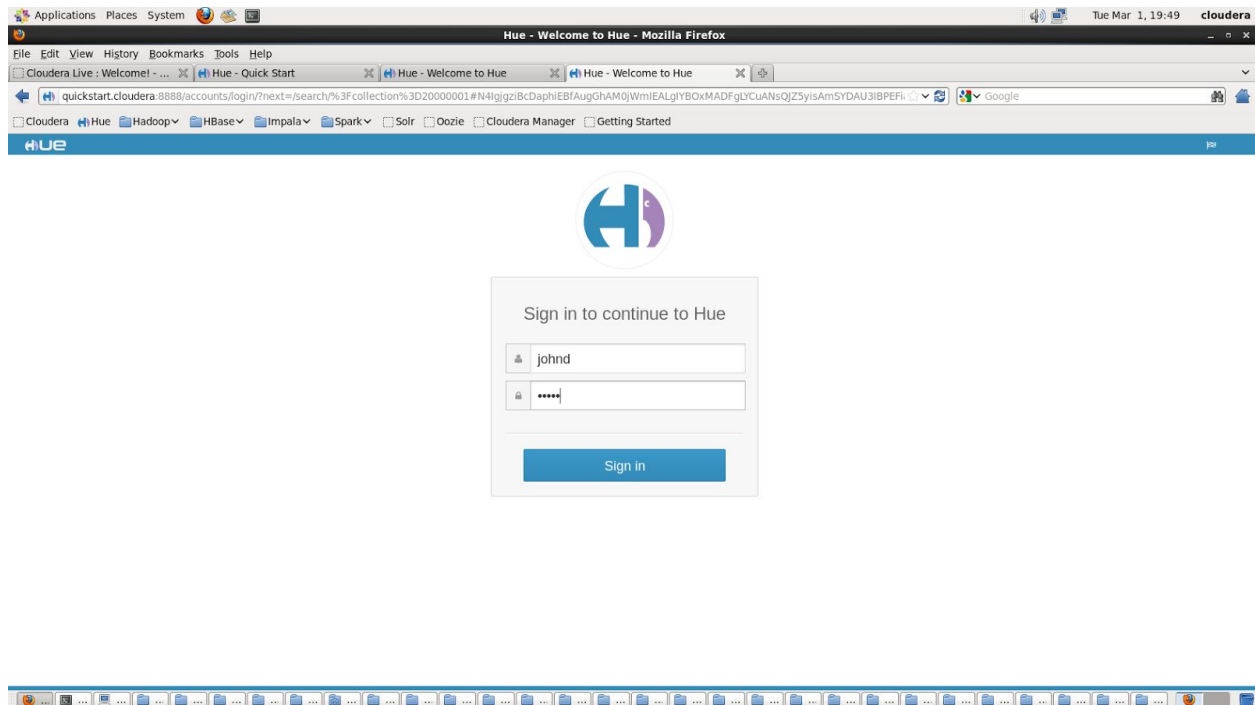 Applications Places System Tue Mar 1, 19:49 cloudera
Hue - Welcome to Hue - Mozilla Firefox
File Edit View History Bookmarks Tools Help
Cloudera Live : Welcome! - ... Hue - Quick Start Hue - Welcome to Hue Hue - Welcome to Hue
quickstart.cloudera:8888/accounts/login/?next=/search/%3Fcollection%3D20000001 Google
Cloudera Hue Hadoop HBase Impala Spark Solr Oozie Cloudera Manager Getting Started
HUE
Sign in to continue to Hue
johnd
•••••
Sign in